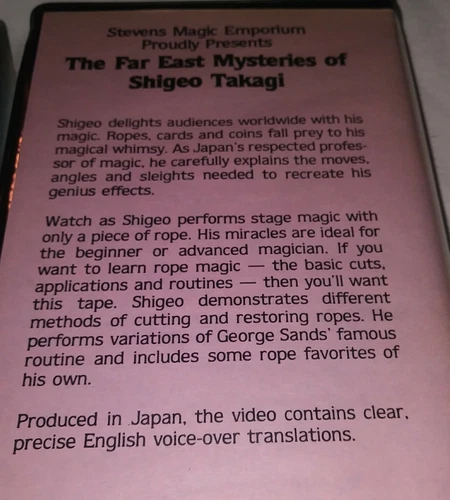 Stevens Magic Emporium
Proudly Presents
The Far East Mysteries of
Shigeo Takagi
Shigeo delights audiences worldwide with his
magic. Ropes, cards and coins fall prey to his
magical whimsy. As Japan's respected profes-
sor of magic, he carefully explains the moves,
angles and sleights needed to recreate his
genius effects.
Watch as Shigeo performs stage magic with
only a piece of rope. His miracles are ideal for
the beginner or advanced magician. If you
want to learn rope magic — the basic cuts,
applications and routines — then you'll want
this tape. Shigeo demonstrates different
methods of cutting and restoring ropes. He
performs variations of George Sands' famous
routine and includes some rope favorites of
his own.
Produced in Japan, the video contains clear,
precise English voice-over translations.